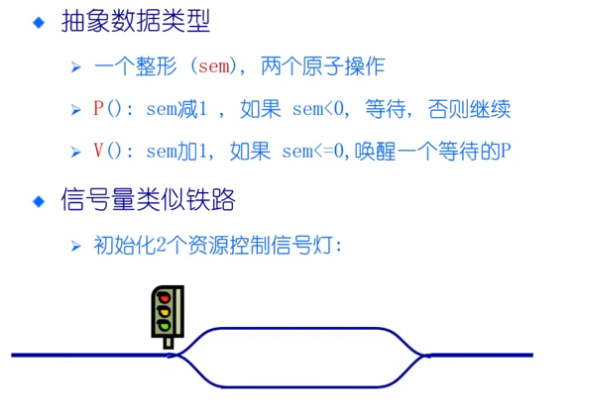 抽象数据类型
一个整形 (sem), 两个原子操作
P(): sem减1 , 如果 sem<0, 等待, 否则继续
V(): sem加1, 如果 sem<=0,唤醒一个等待的P
信号量类似铁路
初始化2个资源控制信号灯: